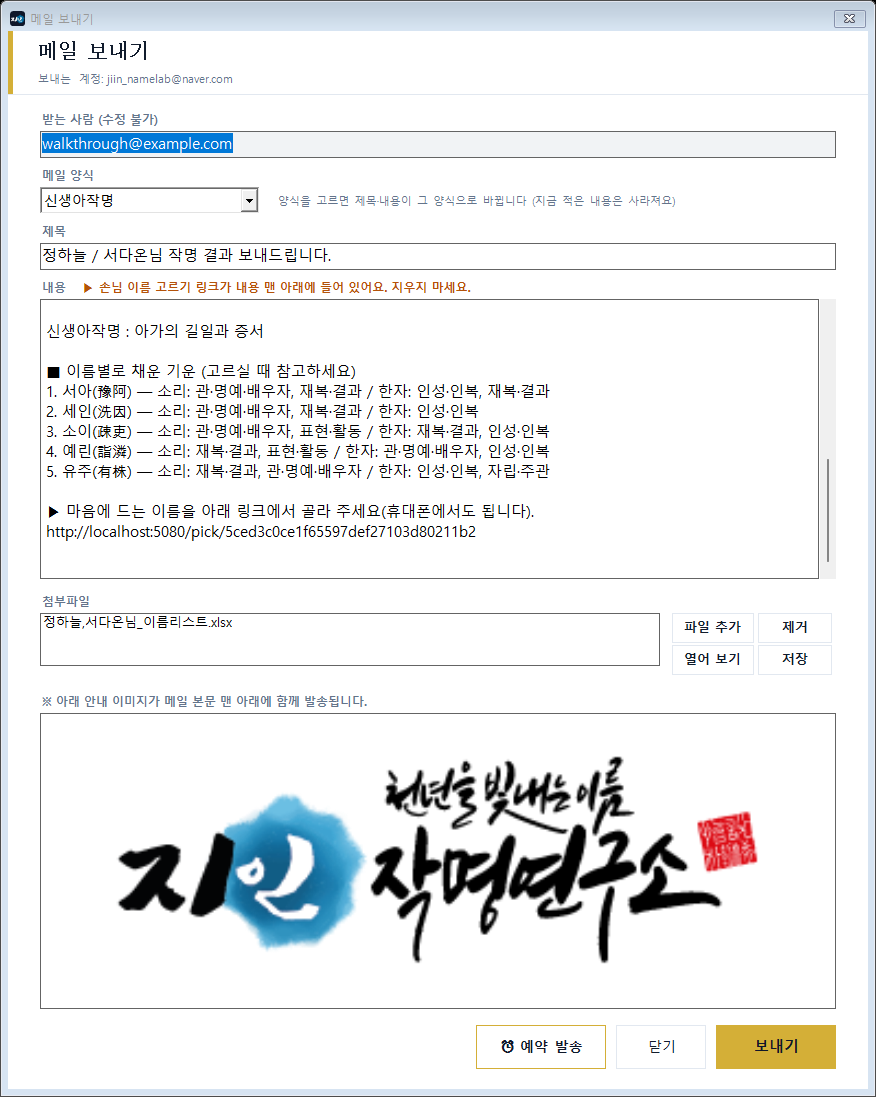 메일 보내기
메일 보내기
보내는 계정: jiin_namelab@naver.com
받는 사람 (수정 불가)
walkthrough@example.com
메일 양식
신생아작명
양식을 고르면 제목·내용이 그 양식으로 바뀝니다 (지금 적은 내용은 사라져요)
제목
정하늘 / 서다온님 작명 결과 보내드립니다.
내용 ▶ 손님 이름 고르기 링크가 내용 맨 아래에 들어 있어요. 지우지 마세요.
신생아작명 : 아가의 길일과 증서
■ 이름별로 채운 기운 (고르실 때 참고하세요)
1. 서아(豫阿) — 소리: 관·명예·배우자, 재복·결과 / 한자: 인성·인복, 재복·결과
2. 세인(洗因) — 소리: 관·명예·배우자, 재복·결과 / 한자: 인성·인복
3. 소이(疎吏) — 소리: 관·명예·배우자, 표현·활동 / 한자: 재복·결과, 인성·인복
4. 예린(詣潾) — 소리: 재복·결과, 표현·활동 / 한자: 관·명예·배우자, 인성·인복
5. 유주(有株) — 소리: 재복·결과, 관·명예·배우자 / 한자: 인성·인복, 자립·주관
▶ 마음에 드는 이름을 아래 링크에서 골라 주세요(휴대폰에서도 됩니다).
http://localhost:5080/pick/5ced3c0ce1f65597def27103d80211b2
첨부파일
정하늘,서다온님_이름리스트.xlsx
파일 추가 제거
열어 보기 저장
※ 아래 안내 이미지가 메일 본문 맨 아래에 함께 발송됩니다.
천년을 빛내는 이름
지인 작명연구소
⏰ 예약 발송 닫기 보내기